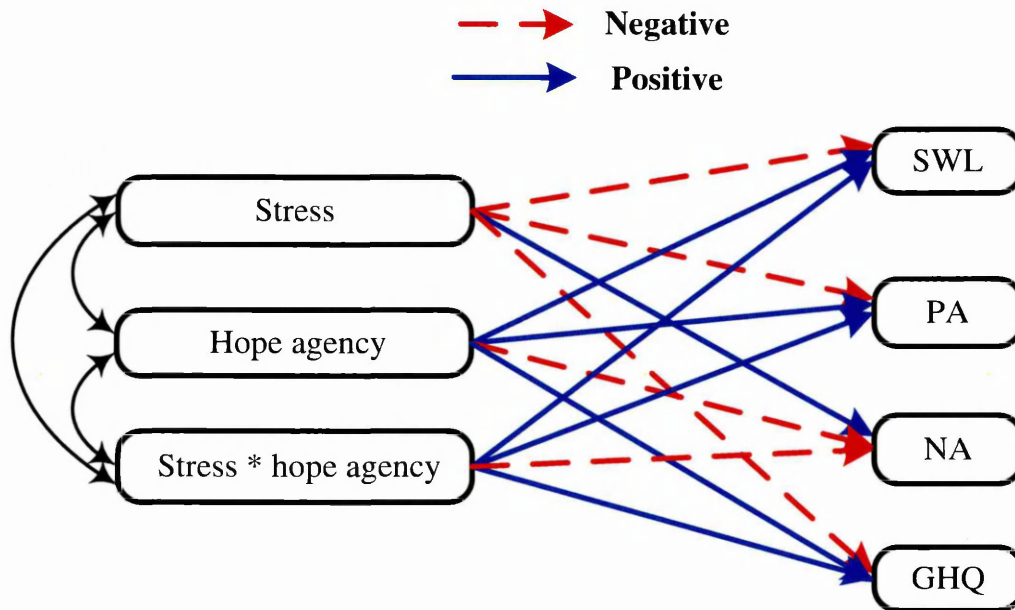 Negative
Positive
SWL
Stress
PA
Hope agency
NA
Stress * hope agency
GHQ